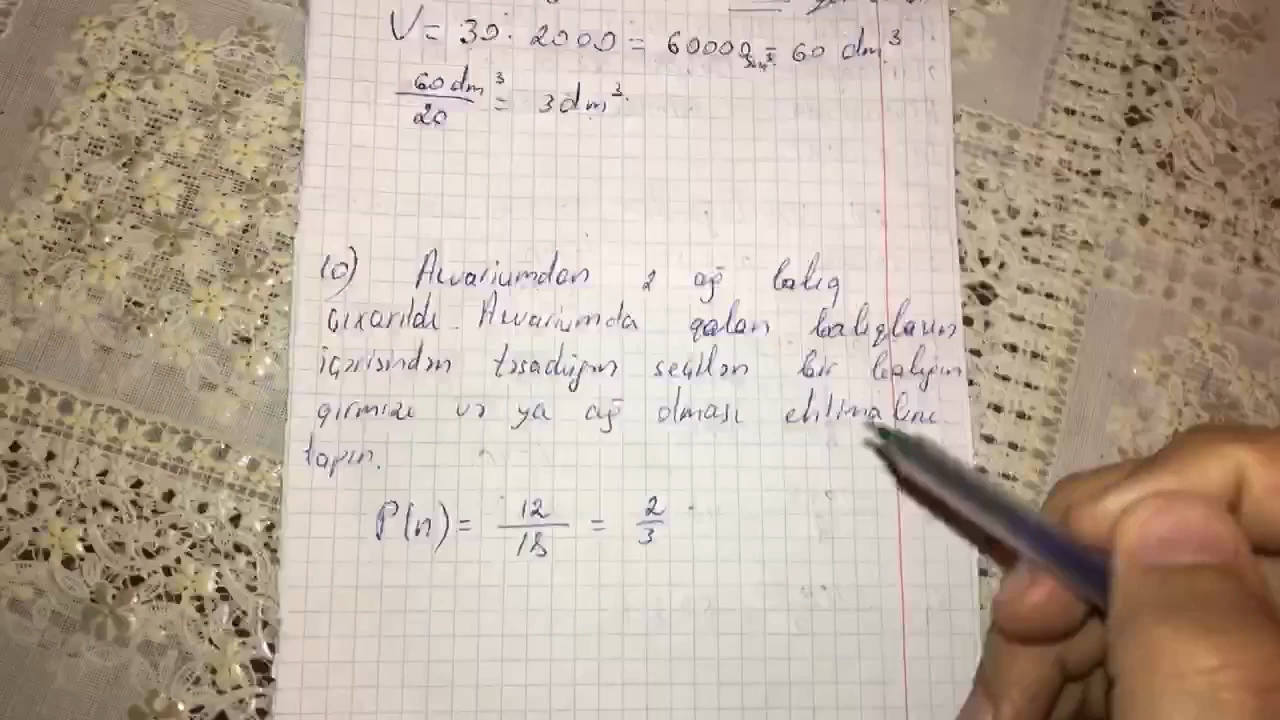 V = 30 · 2000 = 60000 sm³ = 60 dm³
60 dm³/20 = 3 dm³.
10) Akvariumdan 2 ağ balıq
çıxarıldı. Akvariumda qalan balıqların
içərisindən təsadüfən seçilən bir balığın
qırmızı və ya ağ olması ehtimalını
tapın.
P(n) = 12/18 = 2/3